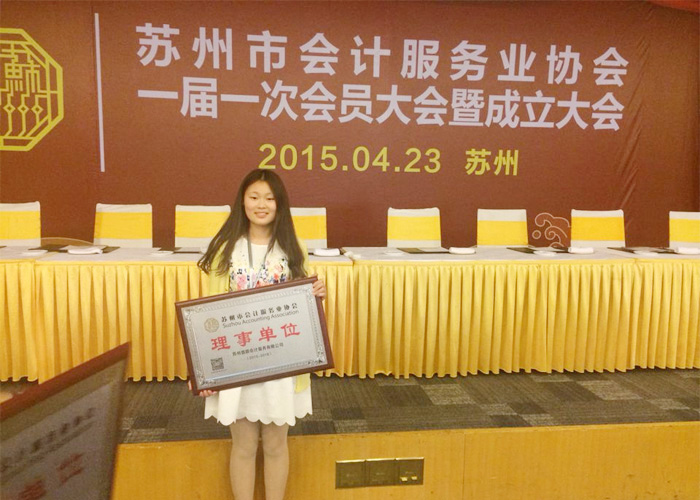 苏州市会计服务业协会
一届一次会员大会暨成立大会
2015.04.23 苏州
苏州市会计服务业协会
Suzhou Accounting Association
理事单位